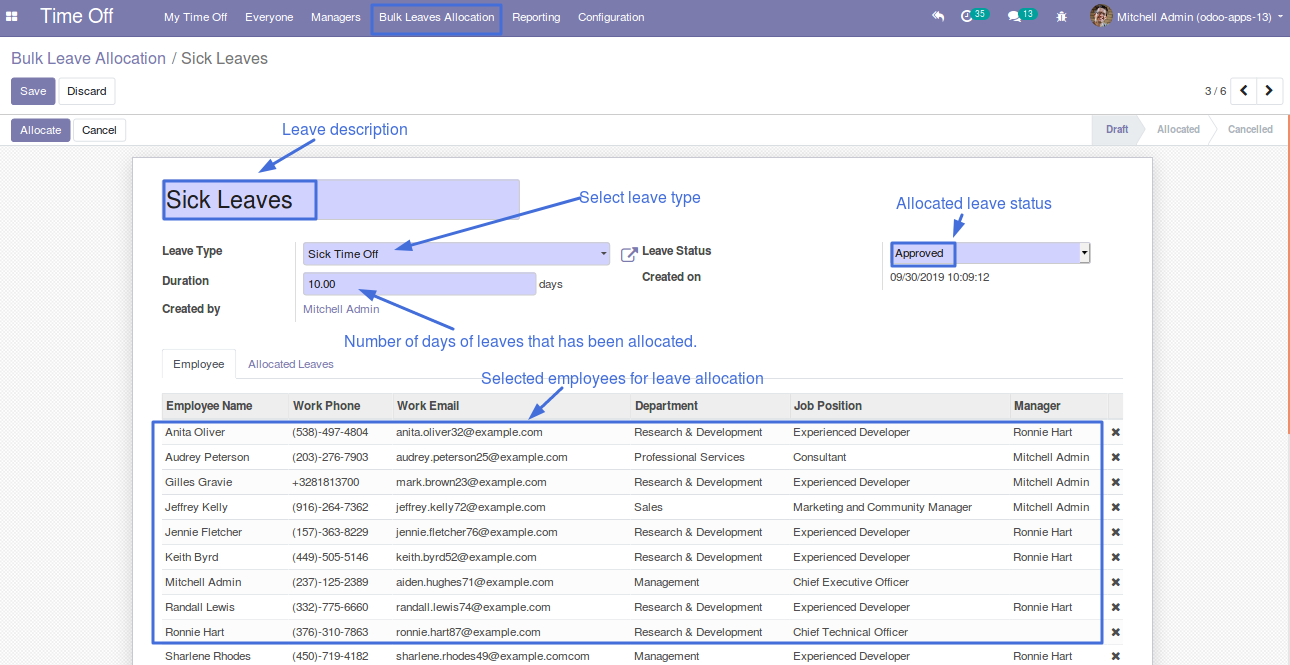 Time Off My Time Off Everyone Managers Bulk Leaves Allocation Reporting Configuration 35 13 Mitchell Admin (odoo-apps-13)
Bulk Leave Allocation / Sick Leaves
Save Discard 3 / 6
Allocate Cancel Draft Allocated Cancelled
Leave description
Sick Leaves
Select leave type
Allocated leave status
Leave Type Sick Time Off Leave Status Approved
Duration 10.00 days Created on 09/30/2019 10:09:12
Created by Mitchell Admin
Number of days of leaves that has been allocated.
Employee Allocated Leaves
Selected employees for leave allocation
Employee Name Work Phone Work Email Department Job Position Manager
Anita Oliver (538)-497-4804 anita.oliver32@example.com Research & Development Experienced Developer Ronnie Hart
Audrey Peterson (203)-276-7903 audrey.peterson25@example.com Professional Services Consultant Mitchell Admin
Gilles Gravie +3281813700 mark.brown23@example.com Research & Development Experienced Developer Mitchell Admin
Jeffrey Kelly (916)-264-7362 jeffrey.kelly72@example.com Sales Marketing and Community Manager Mitchell Admin
Jennie Fletcher (157)-363-8229 jennie.fletcher76@example.com Research & Development Experienced Developer Ronnie Hart
Keith Byrd (449)-505-5146 keith.byrd52@example.com Research & Development Experienced Developer Ronnie Hart
Mitchell Admin (237)-125-2389 aiden.hughes71@example.com Management Chief Executive Officer
Randall Lewis (332)-775-6660 randall.lewis74@example.com Research & Development Experienced Developer Ronnie Hart
Ronnie Hart (376)-310-7863 ronnie.hart87@example.com Research & Development Chief Technical Officer
Sharlene Rhodes (450)-719-4182 sharlene.rhodes49@example.comcom Management Experienced Developer Ronnie Hart